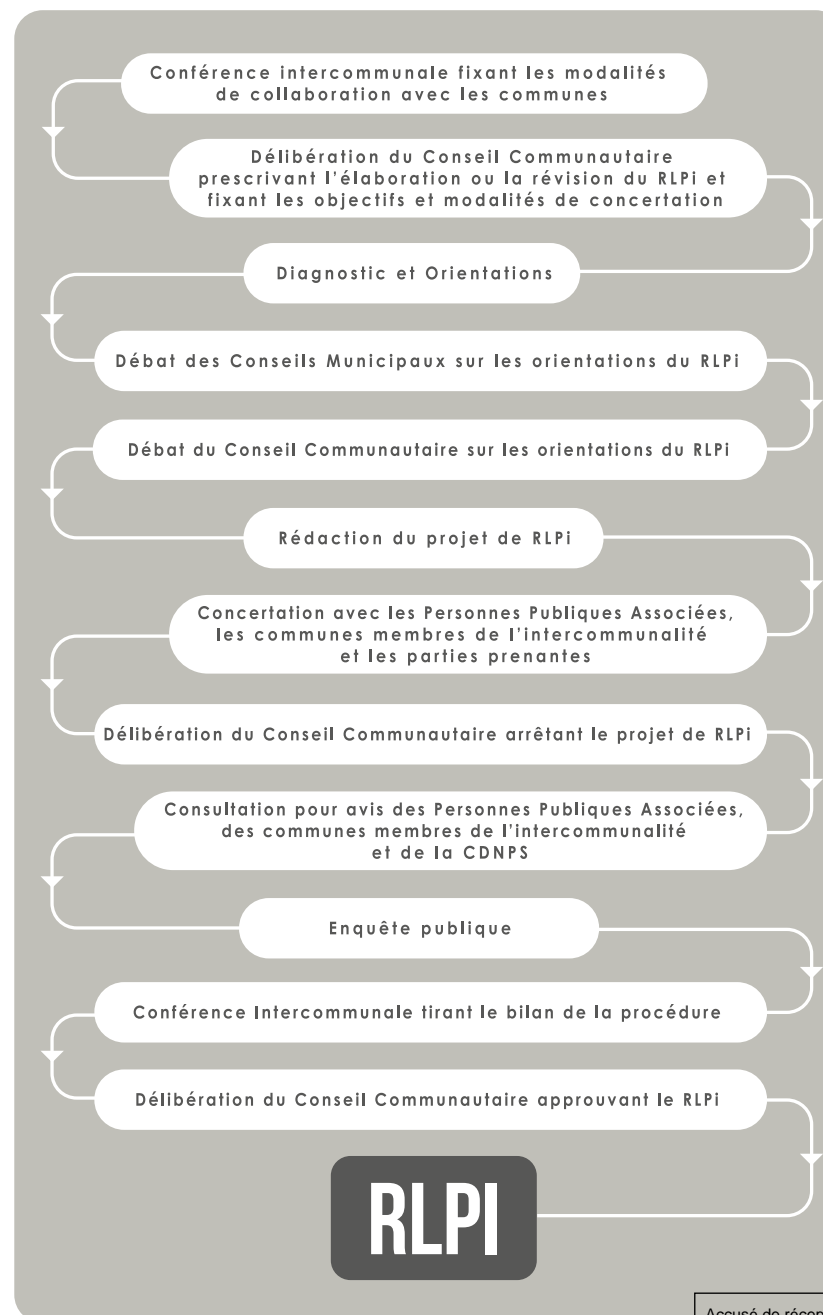 Conférence intercommunale fixant les modalités
de collaboration avec les communes
Délibération du Conseil Communautaire
prescrivant l'élaboration ou la révision du RLPi et
fixant les objectifs et modalités de concertation
Diagnostic et Orientations
Débat des Conseils Municipaux sur les orientations du RLPi
Débat du Conseil Communautaire sur les orientations du RLPi
Rédaction du projet de RLPi
Concertation avec les Personnes Publiques Associées,
les communes membres de l'intercommunalité
et les parties prenantes
Délibération du Conseil Communautaire arrêtant le projet de RLPi
Consultation pour avis des Personnes Publiques Associées,
des communes membres de l'intercommunalité
et de la CDNPS
Enquête publique
Conférence Intercommunale tirant le bilan de la procédure
Délibération du Conseil Communautaire approuvant le RLPi
RLPI
Accusé de